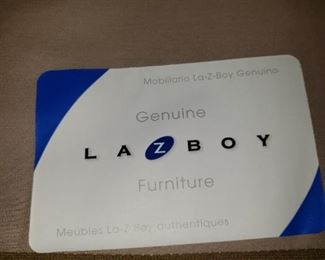 Mobiliario La-Z-Boy Genuino
Genuine
LA Z BOY
Furniture
Meubles La-Z-Boy authentiques